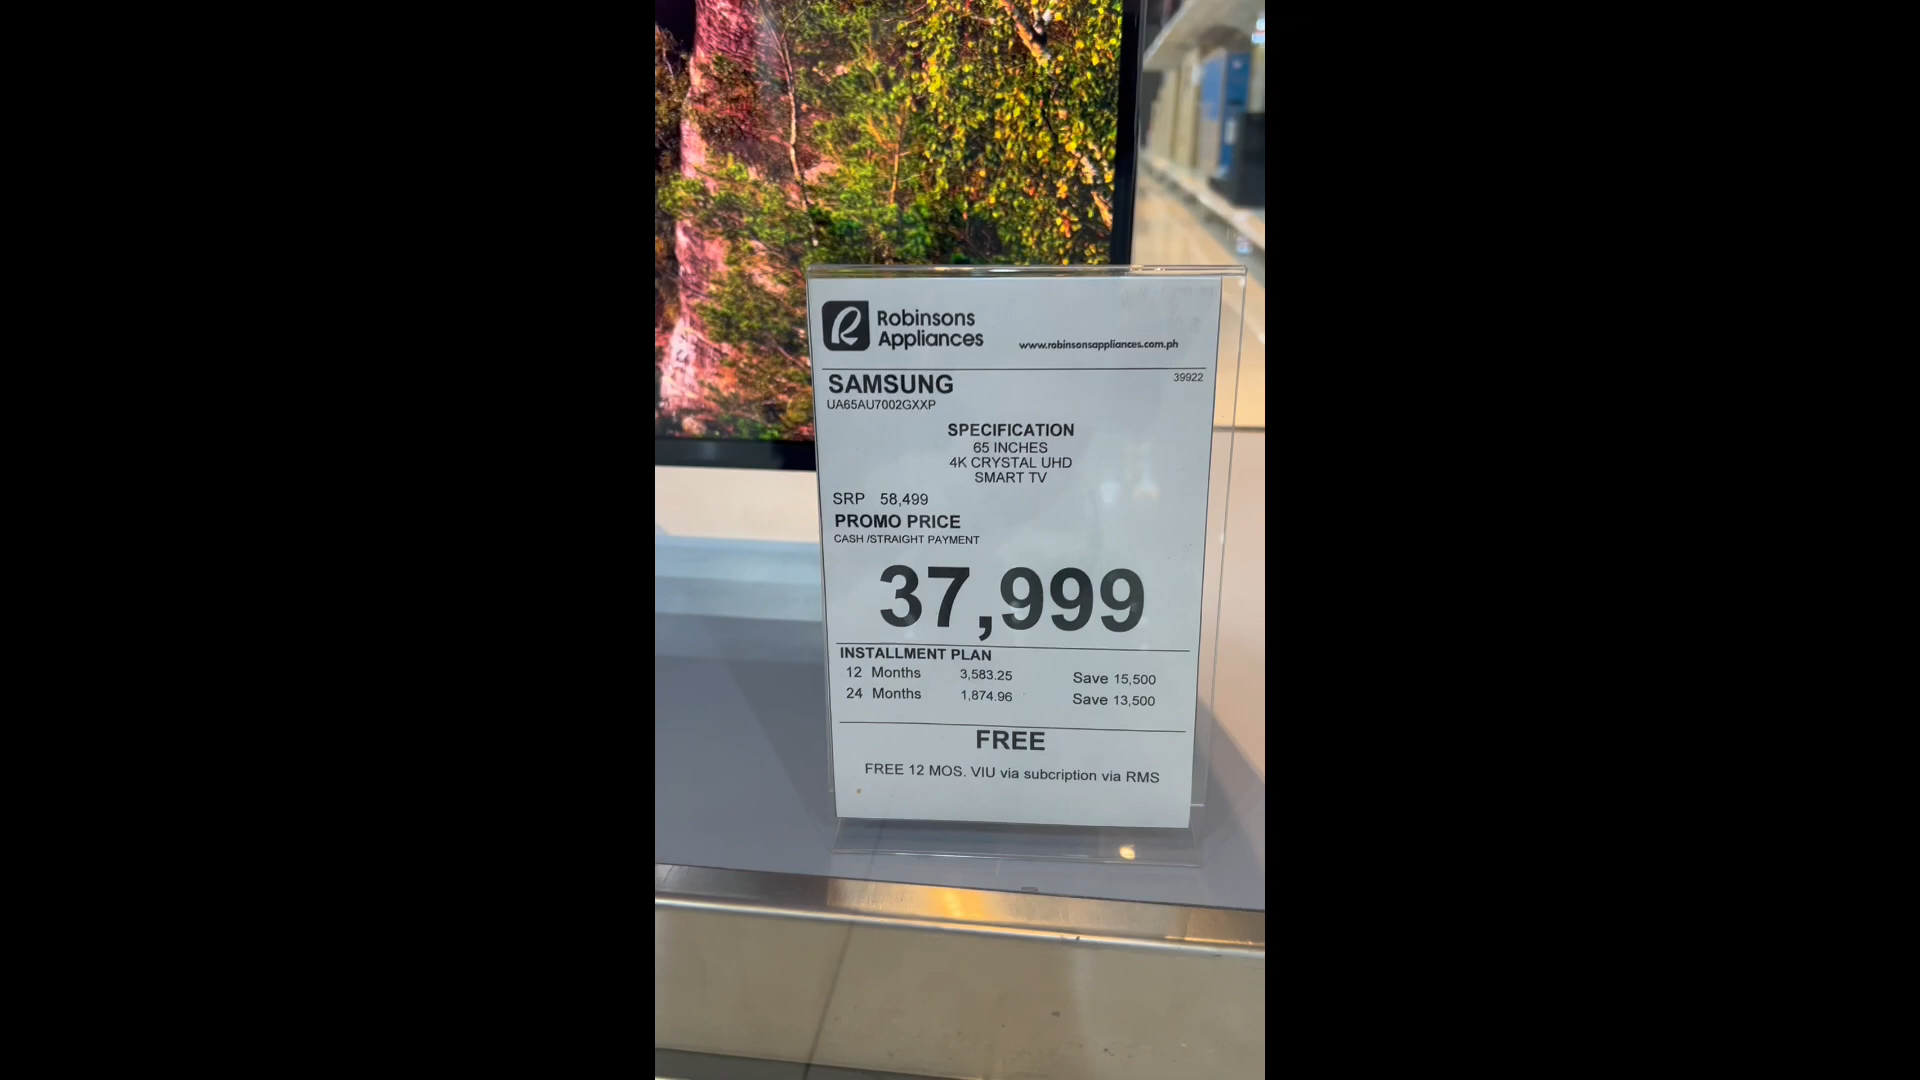 Robinsons
Appliances
www.robinsonsappliances.com.ph
SAMSUNG 39922
UA65AU7002GXXP
SPECIFICATION
65 INCHES
4K CRYSTAL UHD
SMART TV
SRP 58,499
PROMO PRICE
CASH /STRAIGHT PAYMENT
37,999
INSTALLMENT PLAN
12 Months 3,583.25 Save 15,500
24 Months 1,874.96 Save 13,500
FREE
FREE 12 MOS. VIU via subcription via RMS